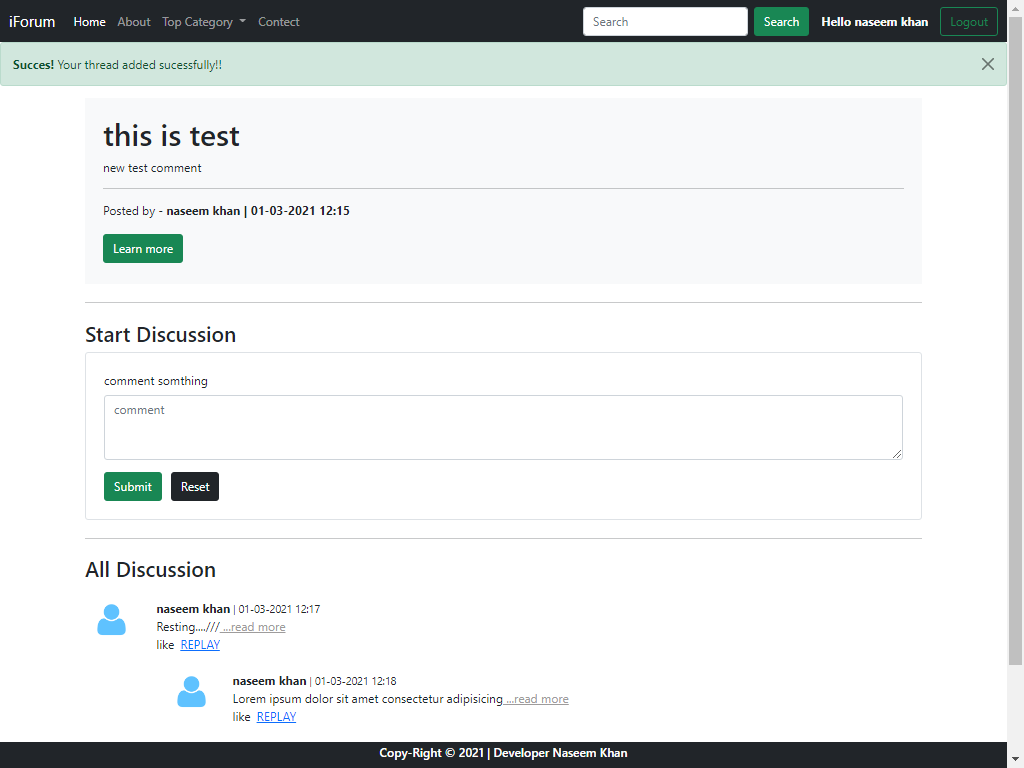 iForum Home About Top Category Contect Search Search Hello naseem khan Logout
Succes! Your thread added sucessfully!!
this is test
new test comment
Posted by - naseem khan | 01-03-2021 12:15
Learn more
Start Discussion
comment somthing
comment
Submit Reset
All Discussion
naseem khan | 01-03-2021 12:17
Resting..../// ...read more
like REPLAY
naseem khan | 01-03-2021 12:18
Lorem ipsum dolor sit amet consectetur adipisicing ...read more
like REPLAY
Copy-Right © 2021 | Developer Naseem Khan